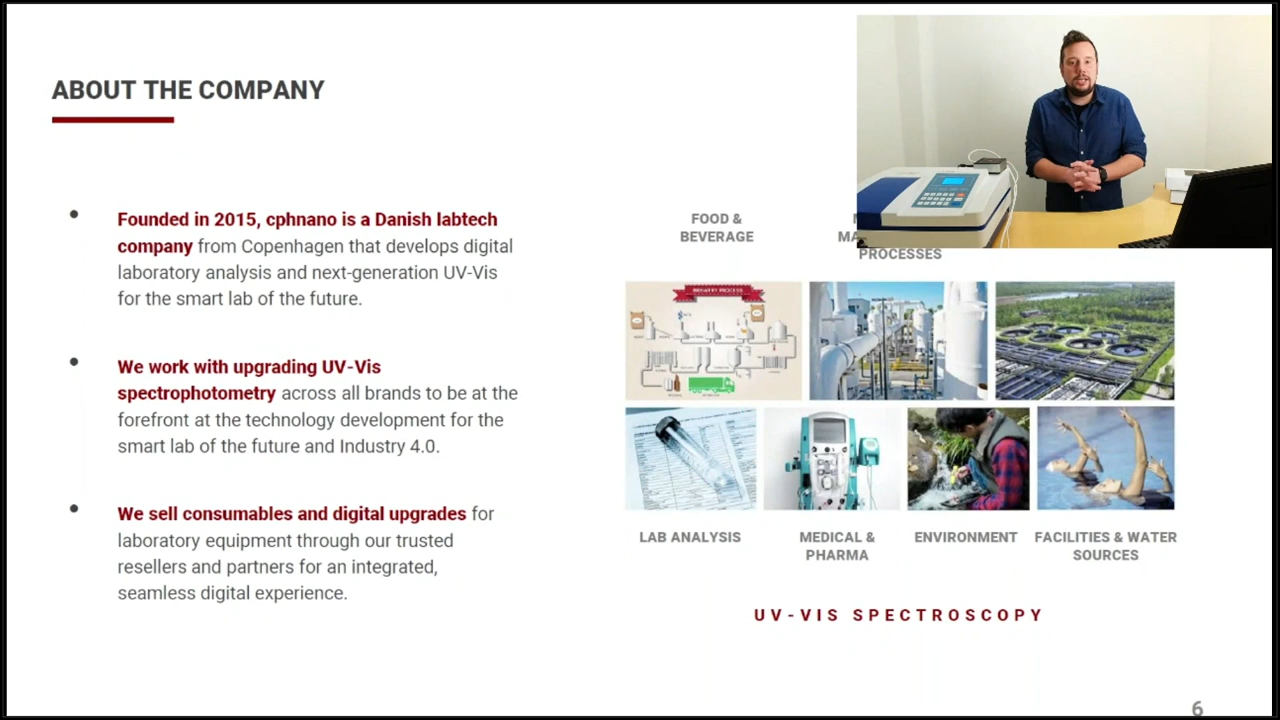 ABOUT THE COMPANY
Founded in 2015, cphnano is a Danish labtech
company from Copenhagen that develops digital
laboratory analysis and next-generation UV-Vis
for the smart lab of the future.
We work with upgrading UV-Vis
spectrophotometry across all brands to be at the
forefront at the technology development for the
smart lab of the future and Industry 4.0.
We sell consumables and digital upgrades for
laboratory equipment through our trusted
resellers and partners for an integrated,
seamless digital experience.
FOOD &
BEVERAGE
PROCESSES
BREWERY PROCESS
LAB ANALYSIS
MEDICAL &
PHARMA
ENVIRONMENT
FACILITIES & WATER
SOURCES
UV-VIS SPECTROSCOPY
6